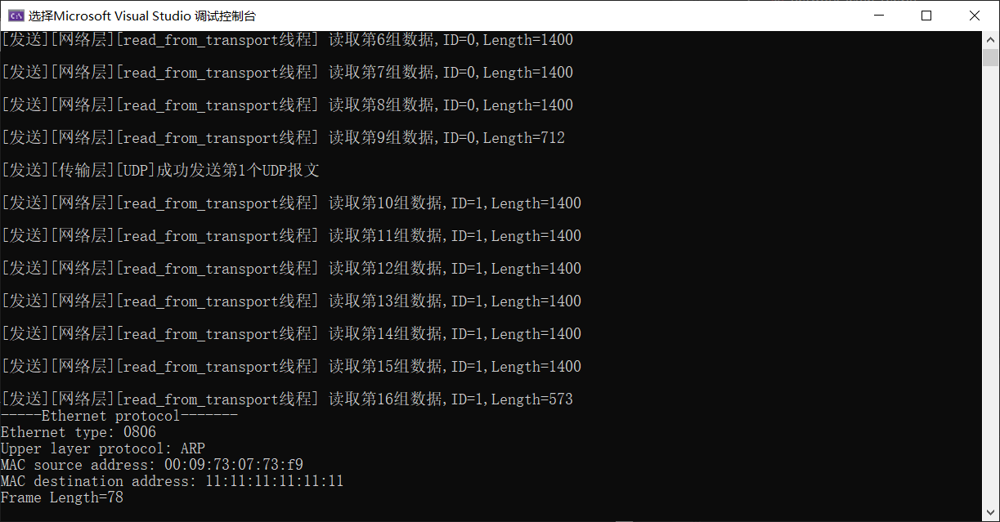 选择Microsoft Visual Studio 调试控制台
[发送][网络层][read_from_transport线程] 读取第6组数据,ID=0,Length=1400
[发送][网络层][read_from_transport线程] 读取第7组数据,ID=0,Length=1400
[发送][网络层][read_from_transport线程] 读取第8组数据,ID=0,Length=1400
[发送][网络层][read_from_transport线程] 读取第9组数据,ID=0,Length=712
[发送][传输层][UDP]成功发送第1个UDP报文
[发送][网络层][read_from_transport线程] 读取第10组数据,ID=1,Length=1400
[发送][网络层][read_from_transport线程] 读取第11组数据,ID=1,Length=1400
[发送][网络层][read_from_transport线程] 读取第12组数据,ID=1,Length=1400
[发送][网络层][read_from_transport线程] 读取第13组数据,ID=1,Length=1400
[发送][网络层][read_from_transport线程] 读取第14组数据,ID=1,Length=1400
[发送][网络层][read_from_transport线程] 读取第15组数据,ID=1,Length=1400
[发送][网络层][read_from_transport线程] 读取第16组数据,ID=1,Length=573
-----Ethernet protocol-------
Ethernet type: 0806
Upper layer protocol: ARP
MAC source address: 00:09:73:07:73:f9
MAC destination address: 11:11:11:11:11:11
Frame Length=78